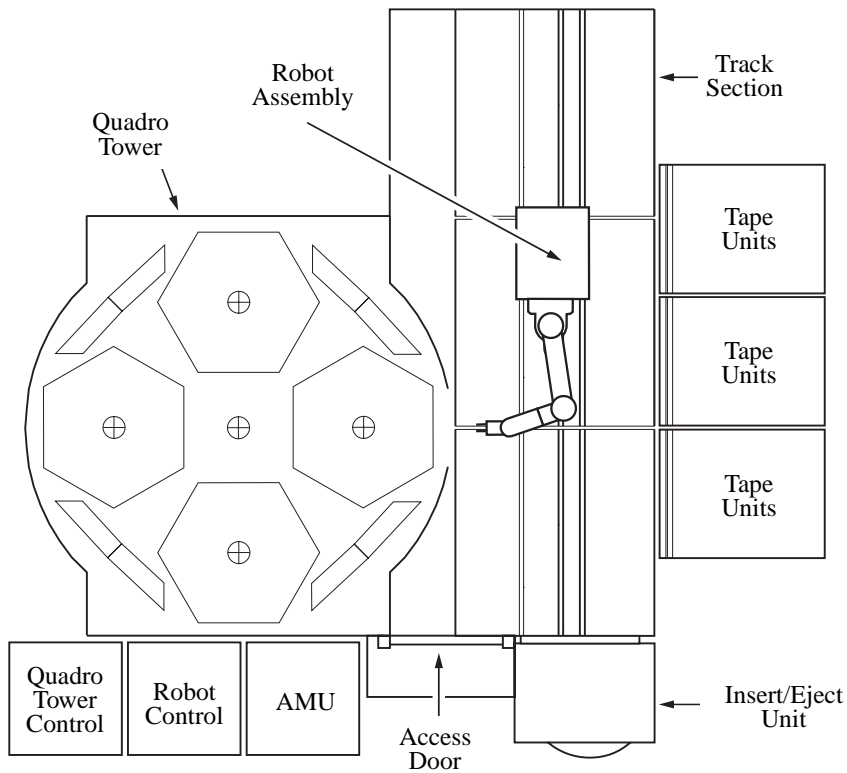 Robot
Assembly
Track
Section
Quadro
Tower
Tape
Units
Tape
Units
Tape
Units
Quadro
Tower
Control
Robot
Control
AMU
Access
Door
Insert/Eject
Unit